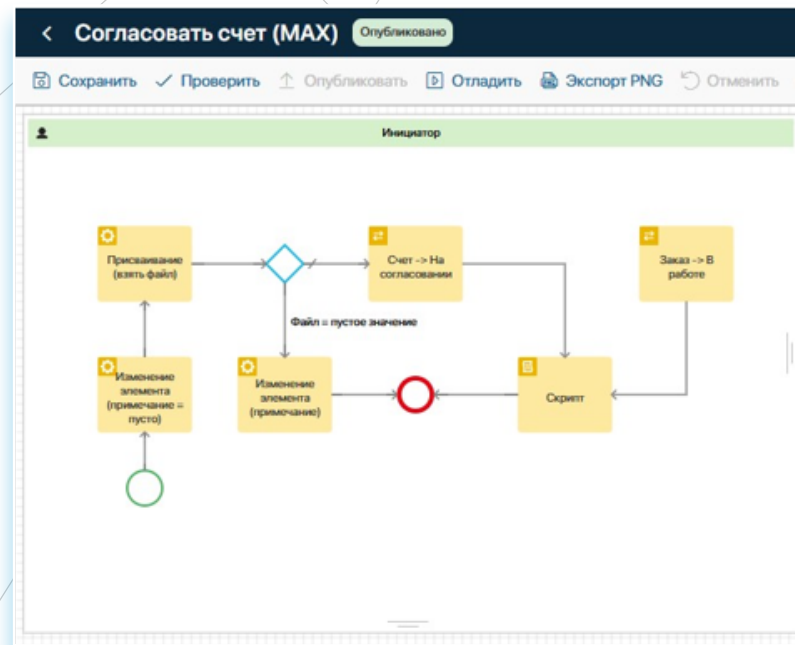 Согласовать счет (MAX) Опубликовано
Сохранить Проверить Опубликовать Отладить Экспорт PNG Отменить
Инициатор
Присваивание
(взять файл)
Счет -> На
согласовании
Заказ -> В
работе
Файл = пустое значение
Изменение
элемента
(примечание =
пусто)
Изменение
элемента
(примечание)
Скрипт